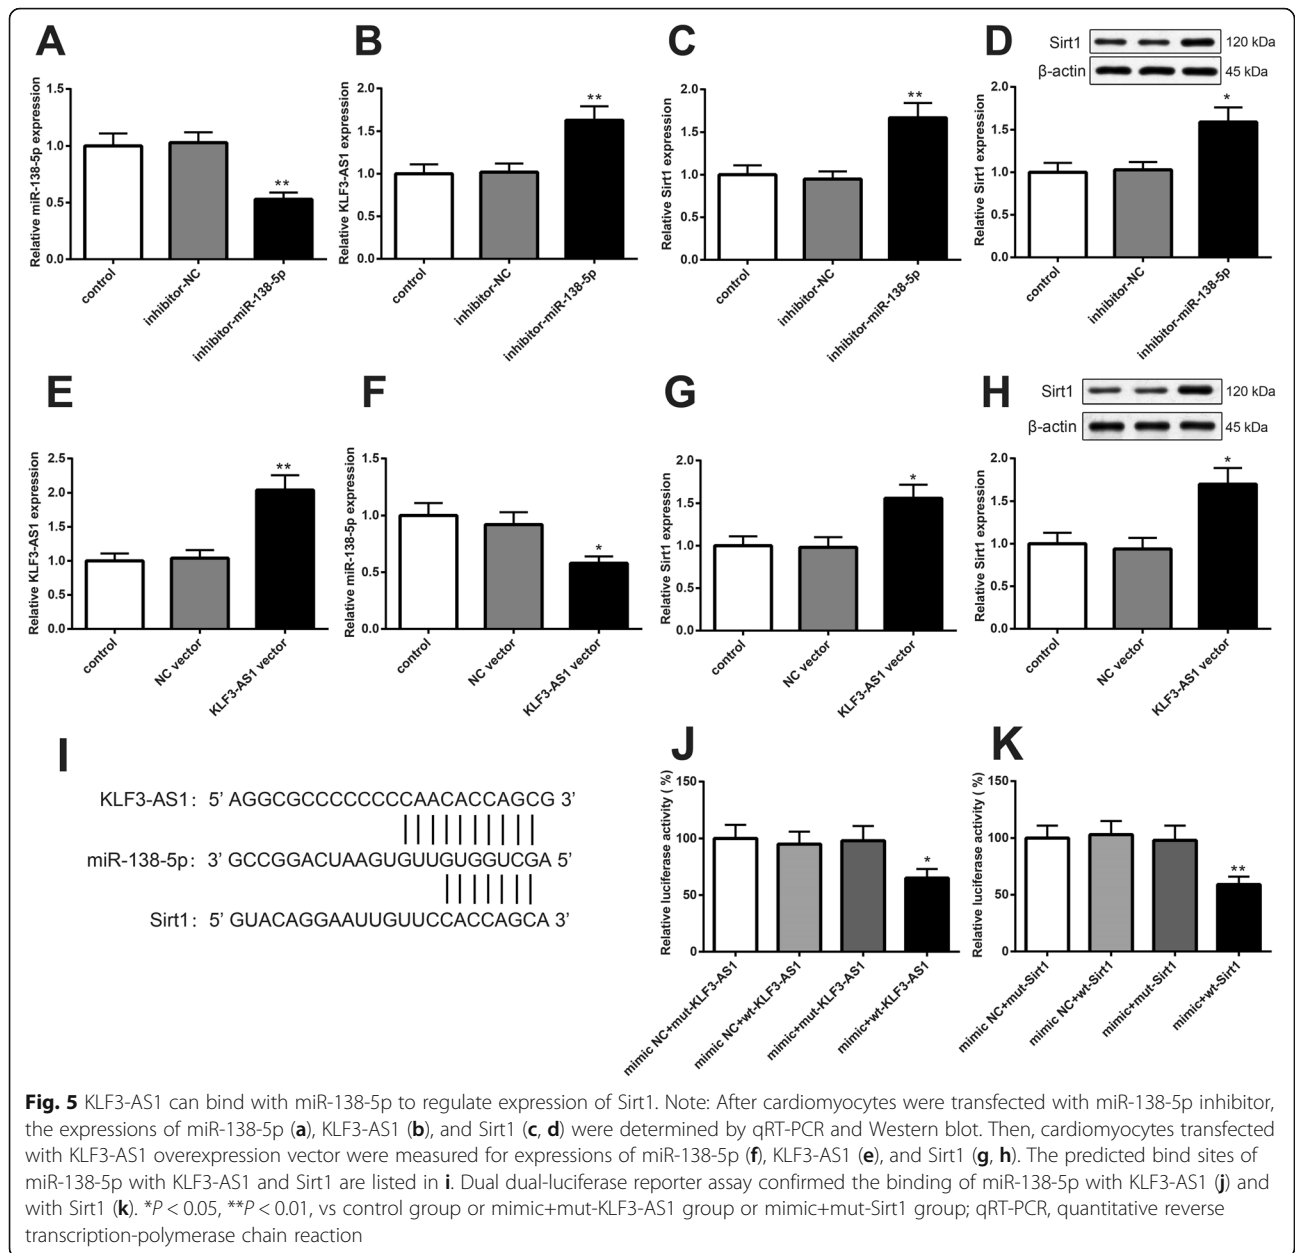 A
Relative miR-138-5p expression
1.5
1.0
0.5
0.0
**
control
inhibitor-NC
inhibitor-miR-138-5p
B
Relative KLF3-AS1 expression
2.0
1.5
1.0
0.5
0.0
**
control
inhibitor-NC
inhibitor-miR-138-5p
C
Relative Sirt1 expression
2.0
1.5
1.0
0.5
0.0
**
control
inhibitor-NC
inhibitor-miR-138-5p
D
Sirt1
120 kDa
β-actin
45 kDa
Relative Sirt1 expression
2.0
1.5
1.0
0.5
0.0
*
control
inhibitor-NC
inhibitor-miR-138-5p
E
Relative KLF3-AS1 expression
2.5
2.0
1.5
1.0
0.5
0.0
**
control
NC vector
KLF3-AS1 vector
F
Relative miR-138-5p expression
1.5
1.0
0.5
0.0
*
control
NC vector
KLF3-AS1 vector
G
Relative Sirt1 expression
2.0
1.5
1.0
0.5
0.0
*
control
NC vector
KLF3-AS1 vector
H
Sirt1
120 kDa
β-actin
45 kDa
Relative Sirt1 expression
2.0
1.5
1.0
0.5
0.0
*
control
NC vector
KLF3-AS1 vector
I
KLF3-AS1: 5’ AGGCGCCCCCCCCAACACCAGCG 3’
miR-138-5p: 3’ GCCGGACUAAGUGUUGUGGUCGA 5’
Sirt1: 5’ GUACAGGAAUUGUUCCACCAGCA 3’
J
Relative luciferase activity ( %)
150
100
50
0
*
mimic NC+mut-KLF3-AS1
mimic NC+wt-KLF3-AS1
mimic+mut-KLF3-AS1
mimic+wt-KLF3-AS1
K
Relative luciferase activity ( %)
150
100
50
0
**
mimic NC+mut-Sirt1
mimic NC+wt-Sirt1
mimic+mut-Sirt1
mimic+wt-Sirt1
Fig. 5 KLF3-AS1 can bind with miR-138-5p to regulate expression of Sirt1. Note: After cardiomyocytes were transfected with miR-138-5p inhibitor,
the expressions of miR-138-5p (a), KLF3-AS1 (b), and Sirt1 (c, d) were determined by qRT-PCR and Western blot. Then, cardiomyocytes transfected
with KLF3-AS1 overexpression vector were measured for expressions of miR-138-5p (f), KLF3-AS1 (e), and Sirt1 (g, h). The predicted bind sites of
miR-138-5p with KLF3-AS1 and Sirt1 are listed in i. Dual dual-luciferase reporter assay confirmed the binding of miR-138-5p with KLF3-AS1 (j) and
with Sirt1 (k). *P < 0.05, **P < 0.01, vs control group or mimic+mut-KLF3-AS1 group or mimic+mut-Sirt1 group; qRT-PCR, quantitative reverse
transcription-polymerase chain reaction